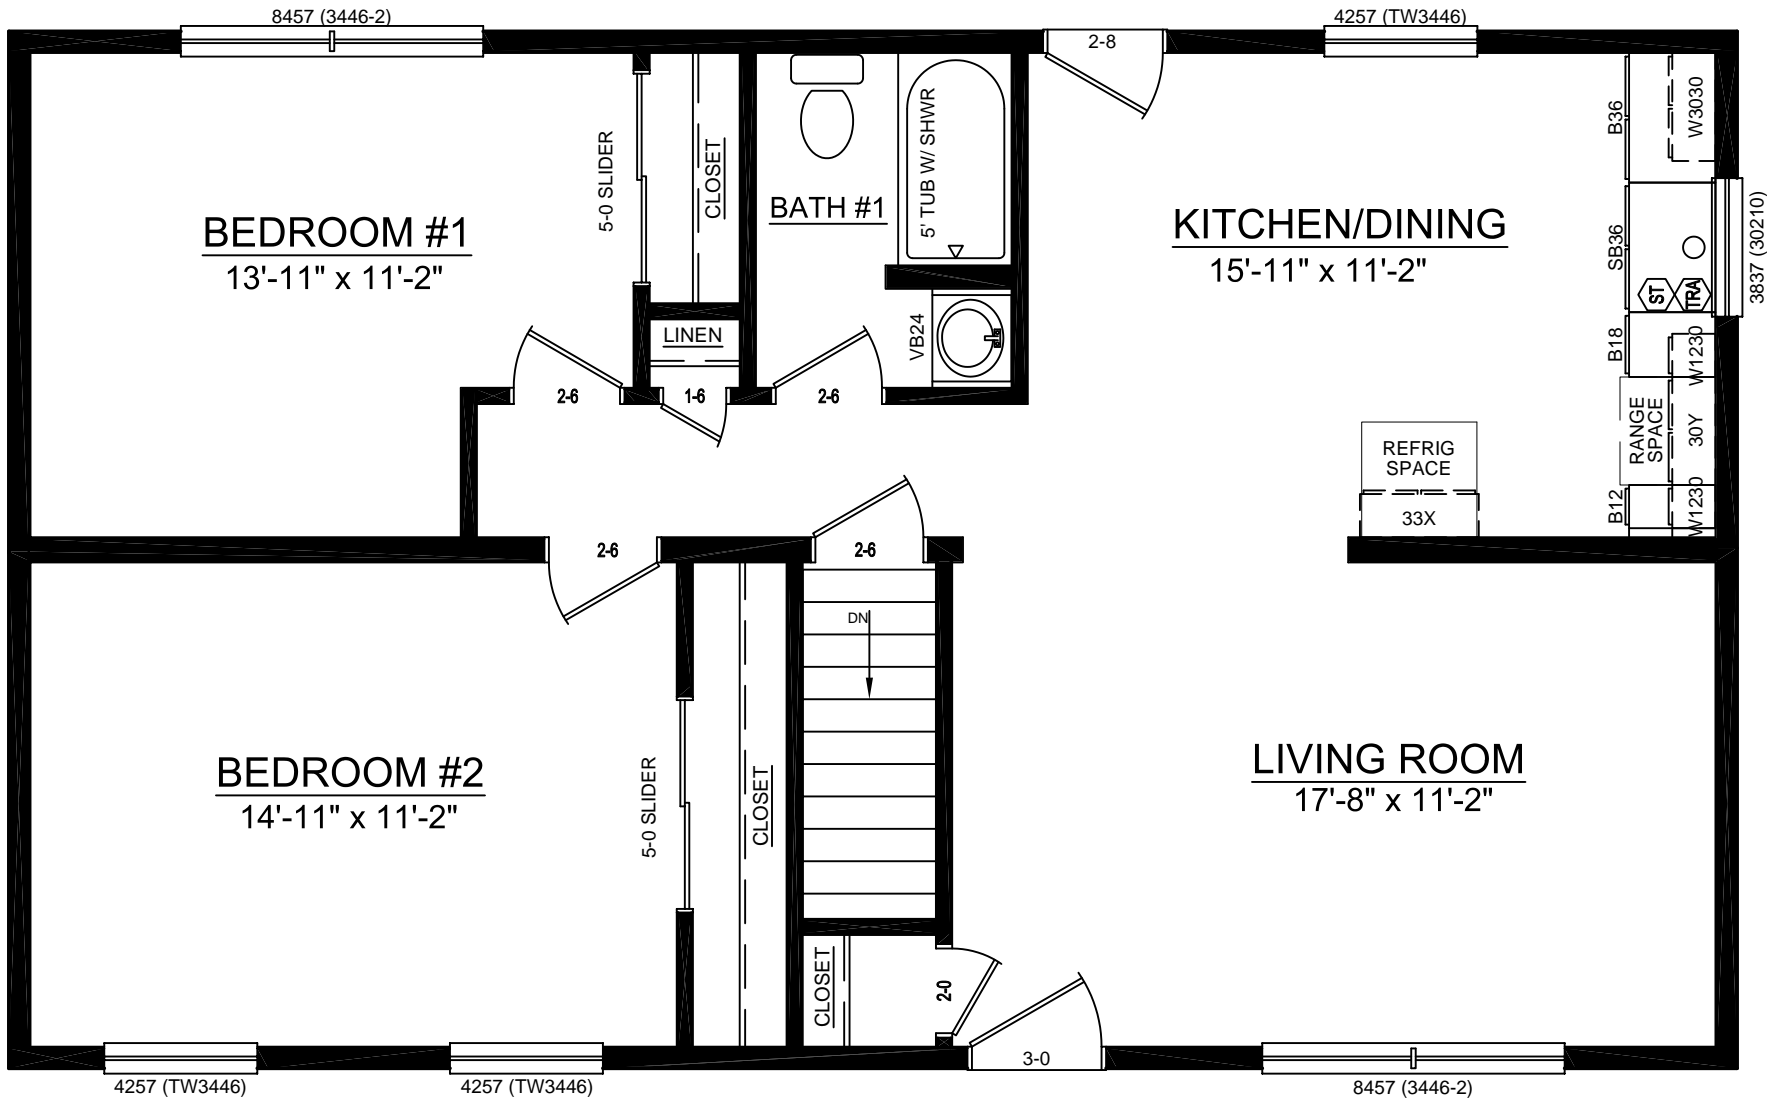 8457 (3446-2)
4257 (TW3446)
2-8
B36
W3030
5-0 SLIDER
CLOSET
5' TUB W/ SHWR
BATH #1
BEDROOM #1
13'-11" x 11'-2"
KITCHEN/DINING
15'-11" x 11'-2"
SB36
3837 (30210)
ST
TRA
LINEN
VB24
B18
W1230
2-6
1-6
2-6
RANGE
SPACE
30Y
REFRIG
SPACE
33X
B12
W1230
2-6
2-6
DN
BEDROOM #2
14'-11" x 11'-2"
5-0 SLIDER
CLOSET
LIVING ROOM
17'-8" x 11'-2"
CLOSET
2-0
3-0
4257 (TW3446)
4257 (TW3446)
8457 (3446-2)